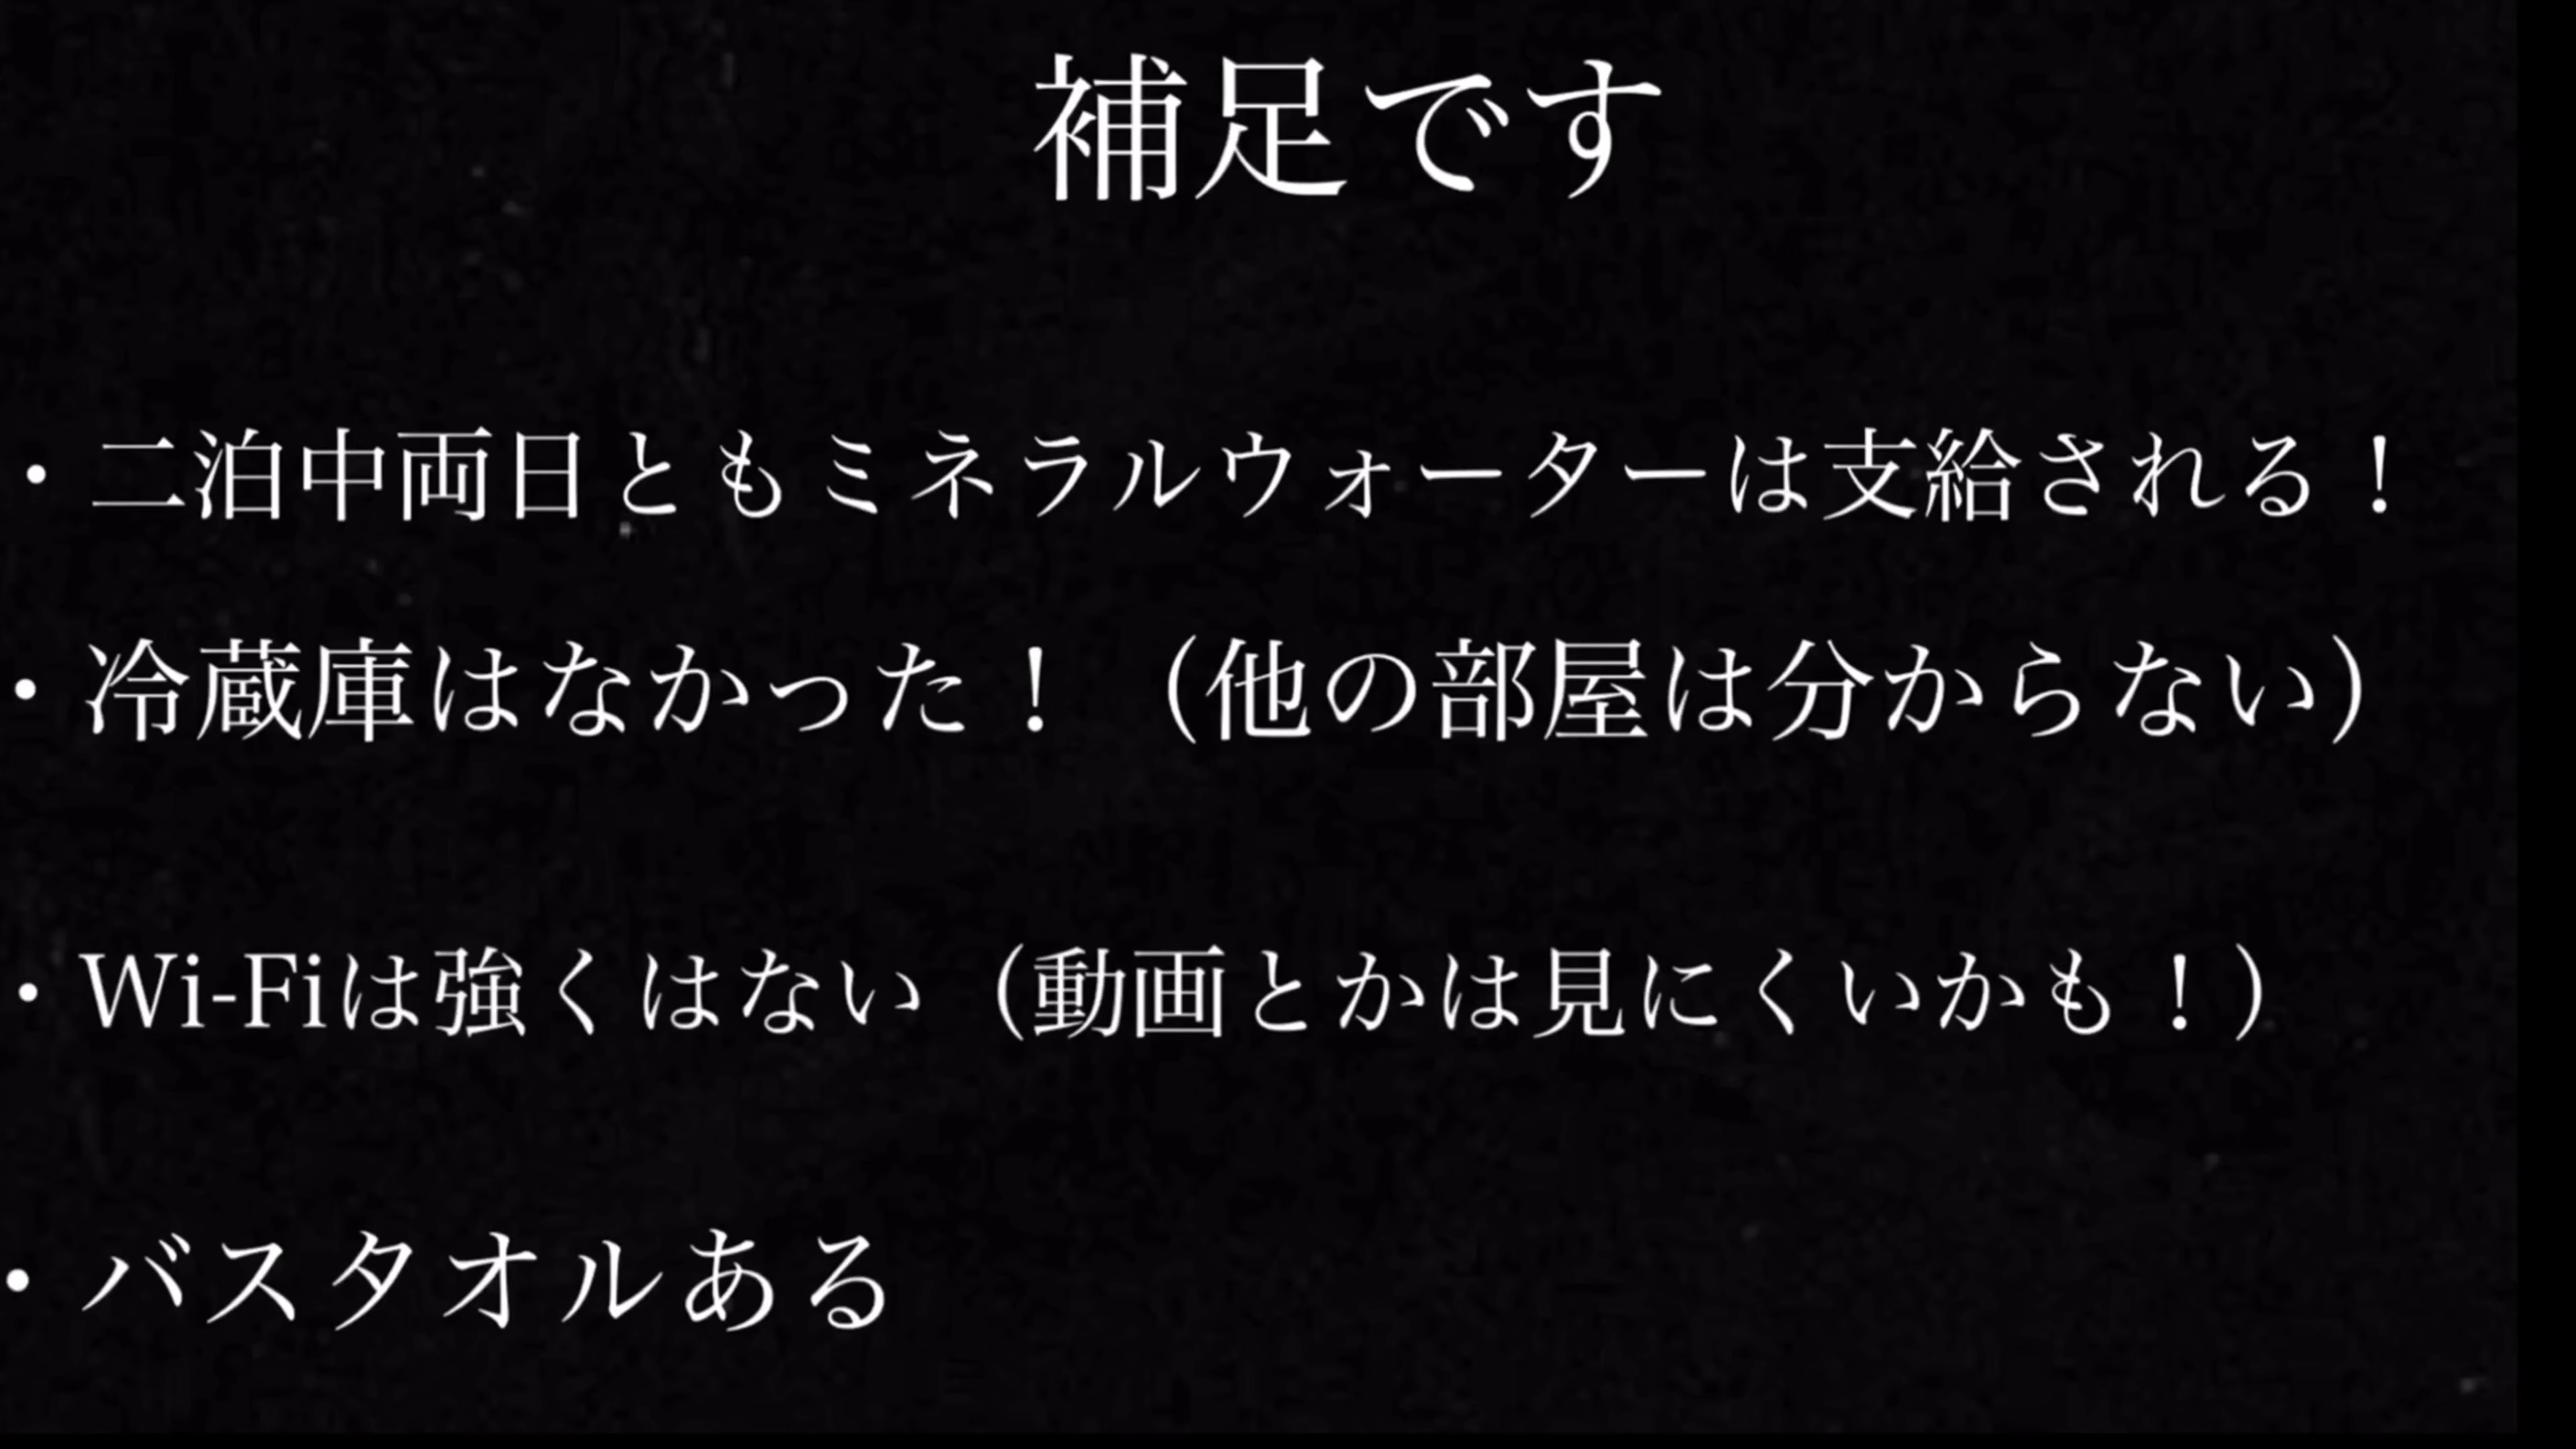 補足です
・二泊中両日ともミネラルウォーターは支給される！
・冷蔵庫はなかった！（他の部屋は分からない）
・Wi-Fiは強くはない（動画とかは見にくいかも！）
・バスタオルある